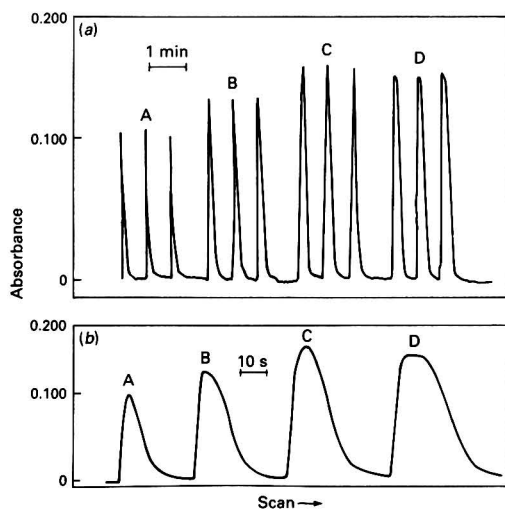 0.200
(a)
1 min
A
B
C
D
0.100
0
Absorbance
0.200
(b)
A
B
10 s
C
D
0.100
0
Scan →